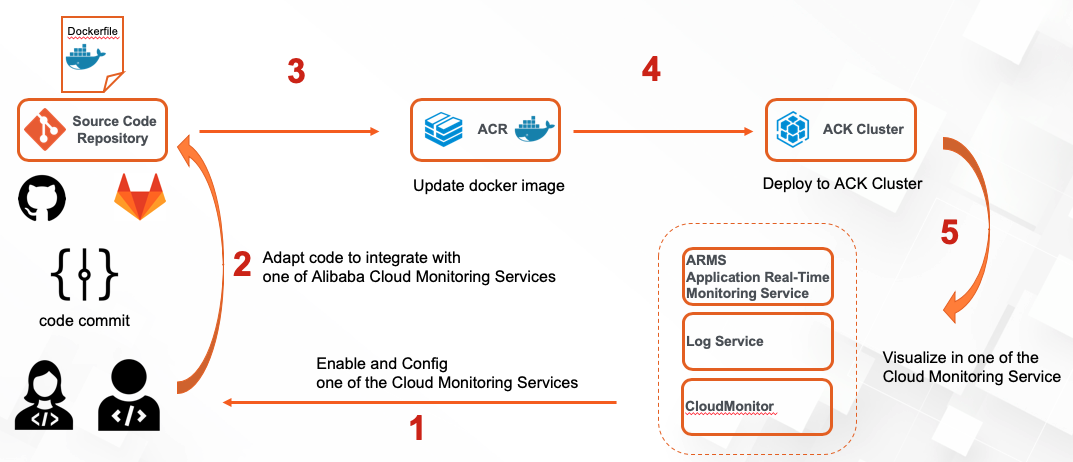 Dockerfile
3
4
Source Code
Repository
ACR
ACK Cluster
Update docker image
Deploy to ACK Cluster
5
2
Adapt code to integrate with
one of Alibaba Cloud Monitoring Services
ARMS
Application Real-Time
Monitoring Service
code commit
Log Service
Enable and Config
one of the Cloud Monitoring Services
Visualize in one of the
Cloud Monitoring Service
CloudMonitor
1